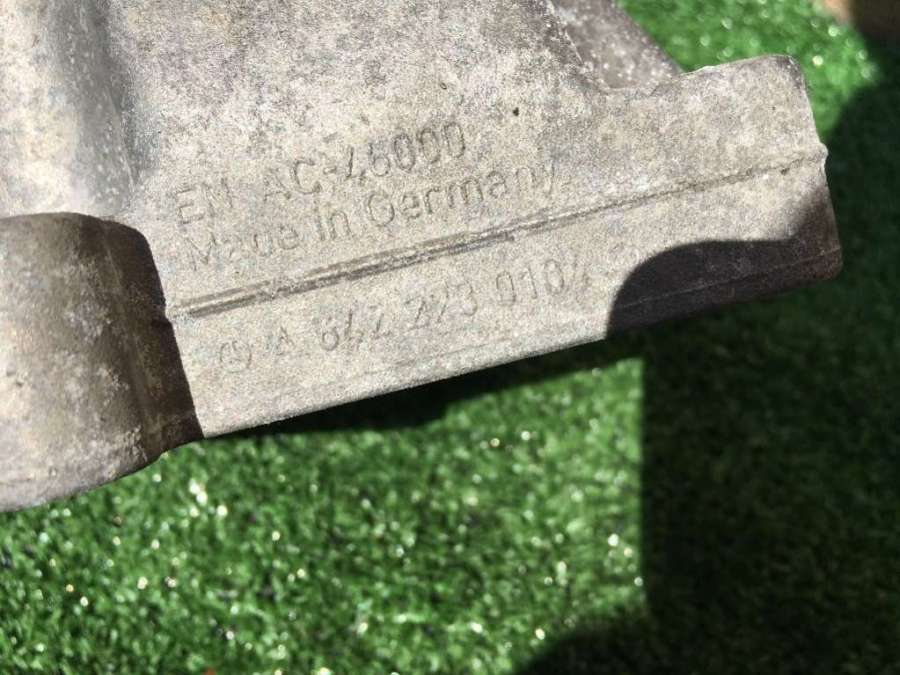 EN AC-46000
Made in Germany
A 642 223 0104